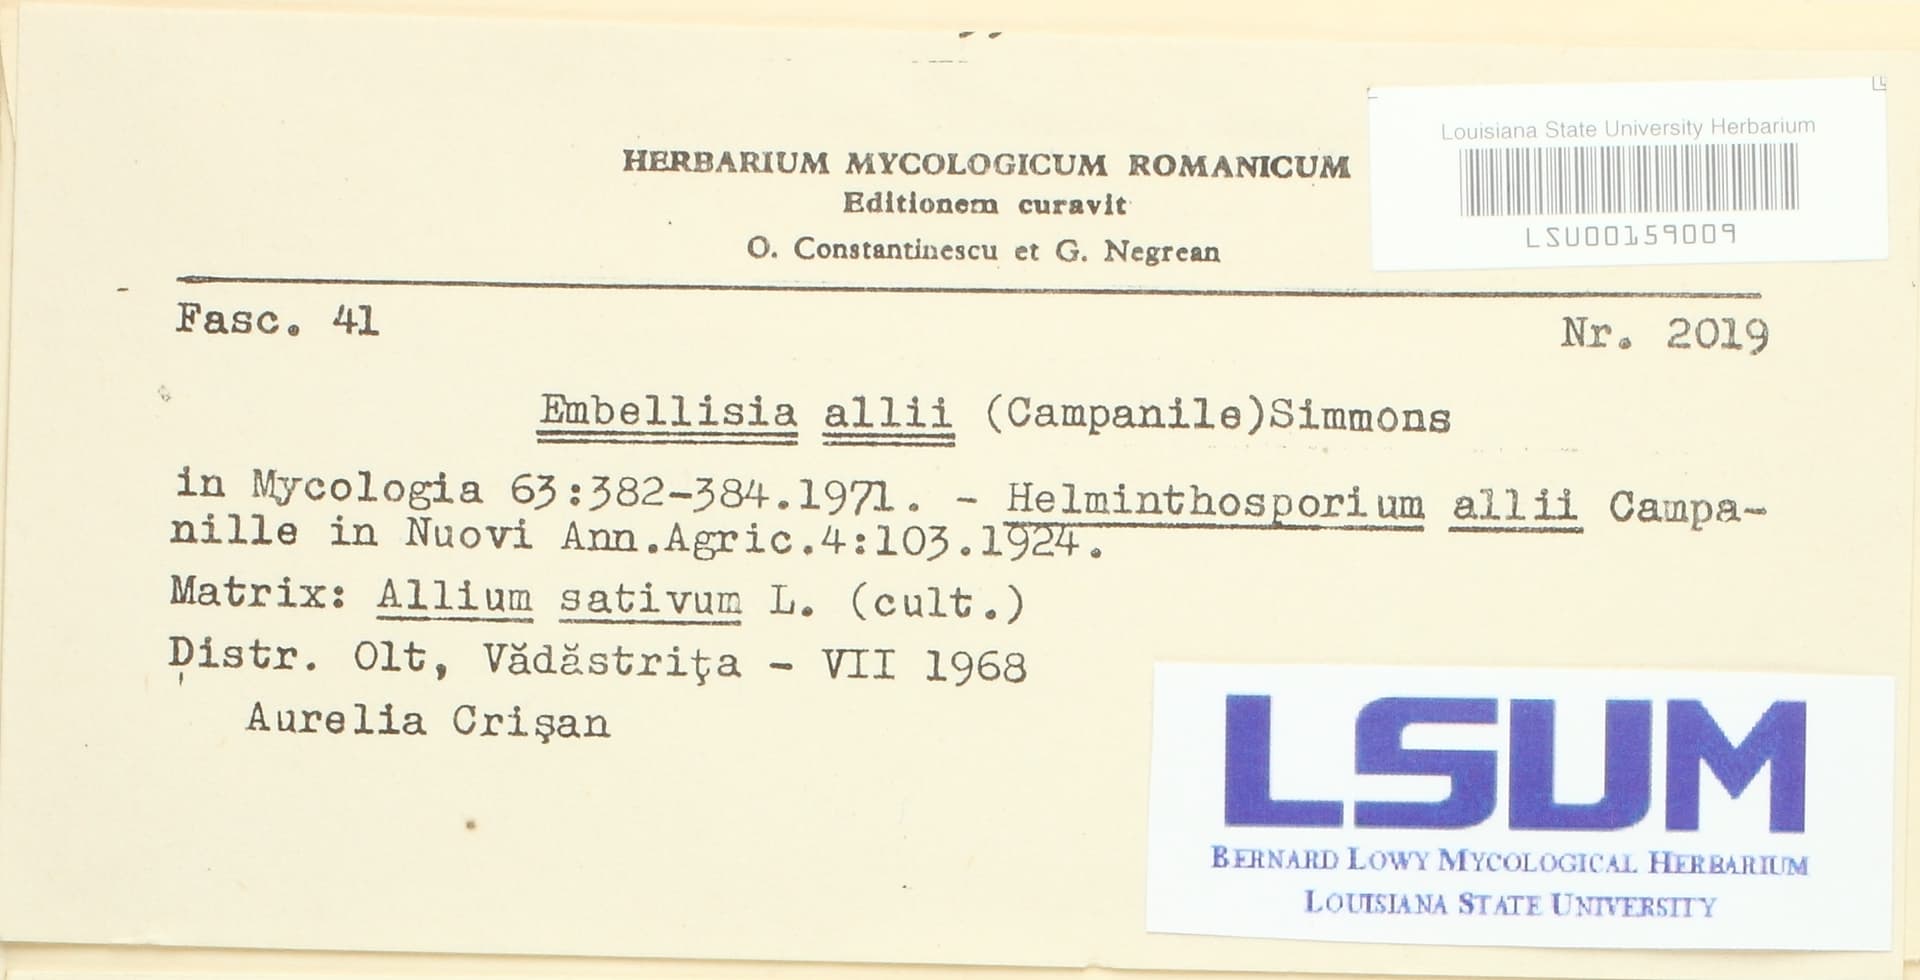 HERBARIUM MYCOLOGICUM ROMANICUM
Editionem curavit
O. Constantinescu et G. Negrean
Louisiana State University Herbarium
LSU00159009
Fasc. 41
Nr. 2019
Embellisia allii (Campanile)Simmons
in Mycologia 63:382-384.1971. - Helminthosporium allii Campa-
nille in Nuovi Ann.Agric.4:103.1924.
Matrix: Allium sativum L. (cult.)
Distr. Olt, Vădăstriţa - VII 1968
Aurelia Crişan
LSUM
BERNARD LOWY MYCOLOGICAL HERBARIUM
LOUISIANA STATE UNIVERSITY